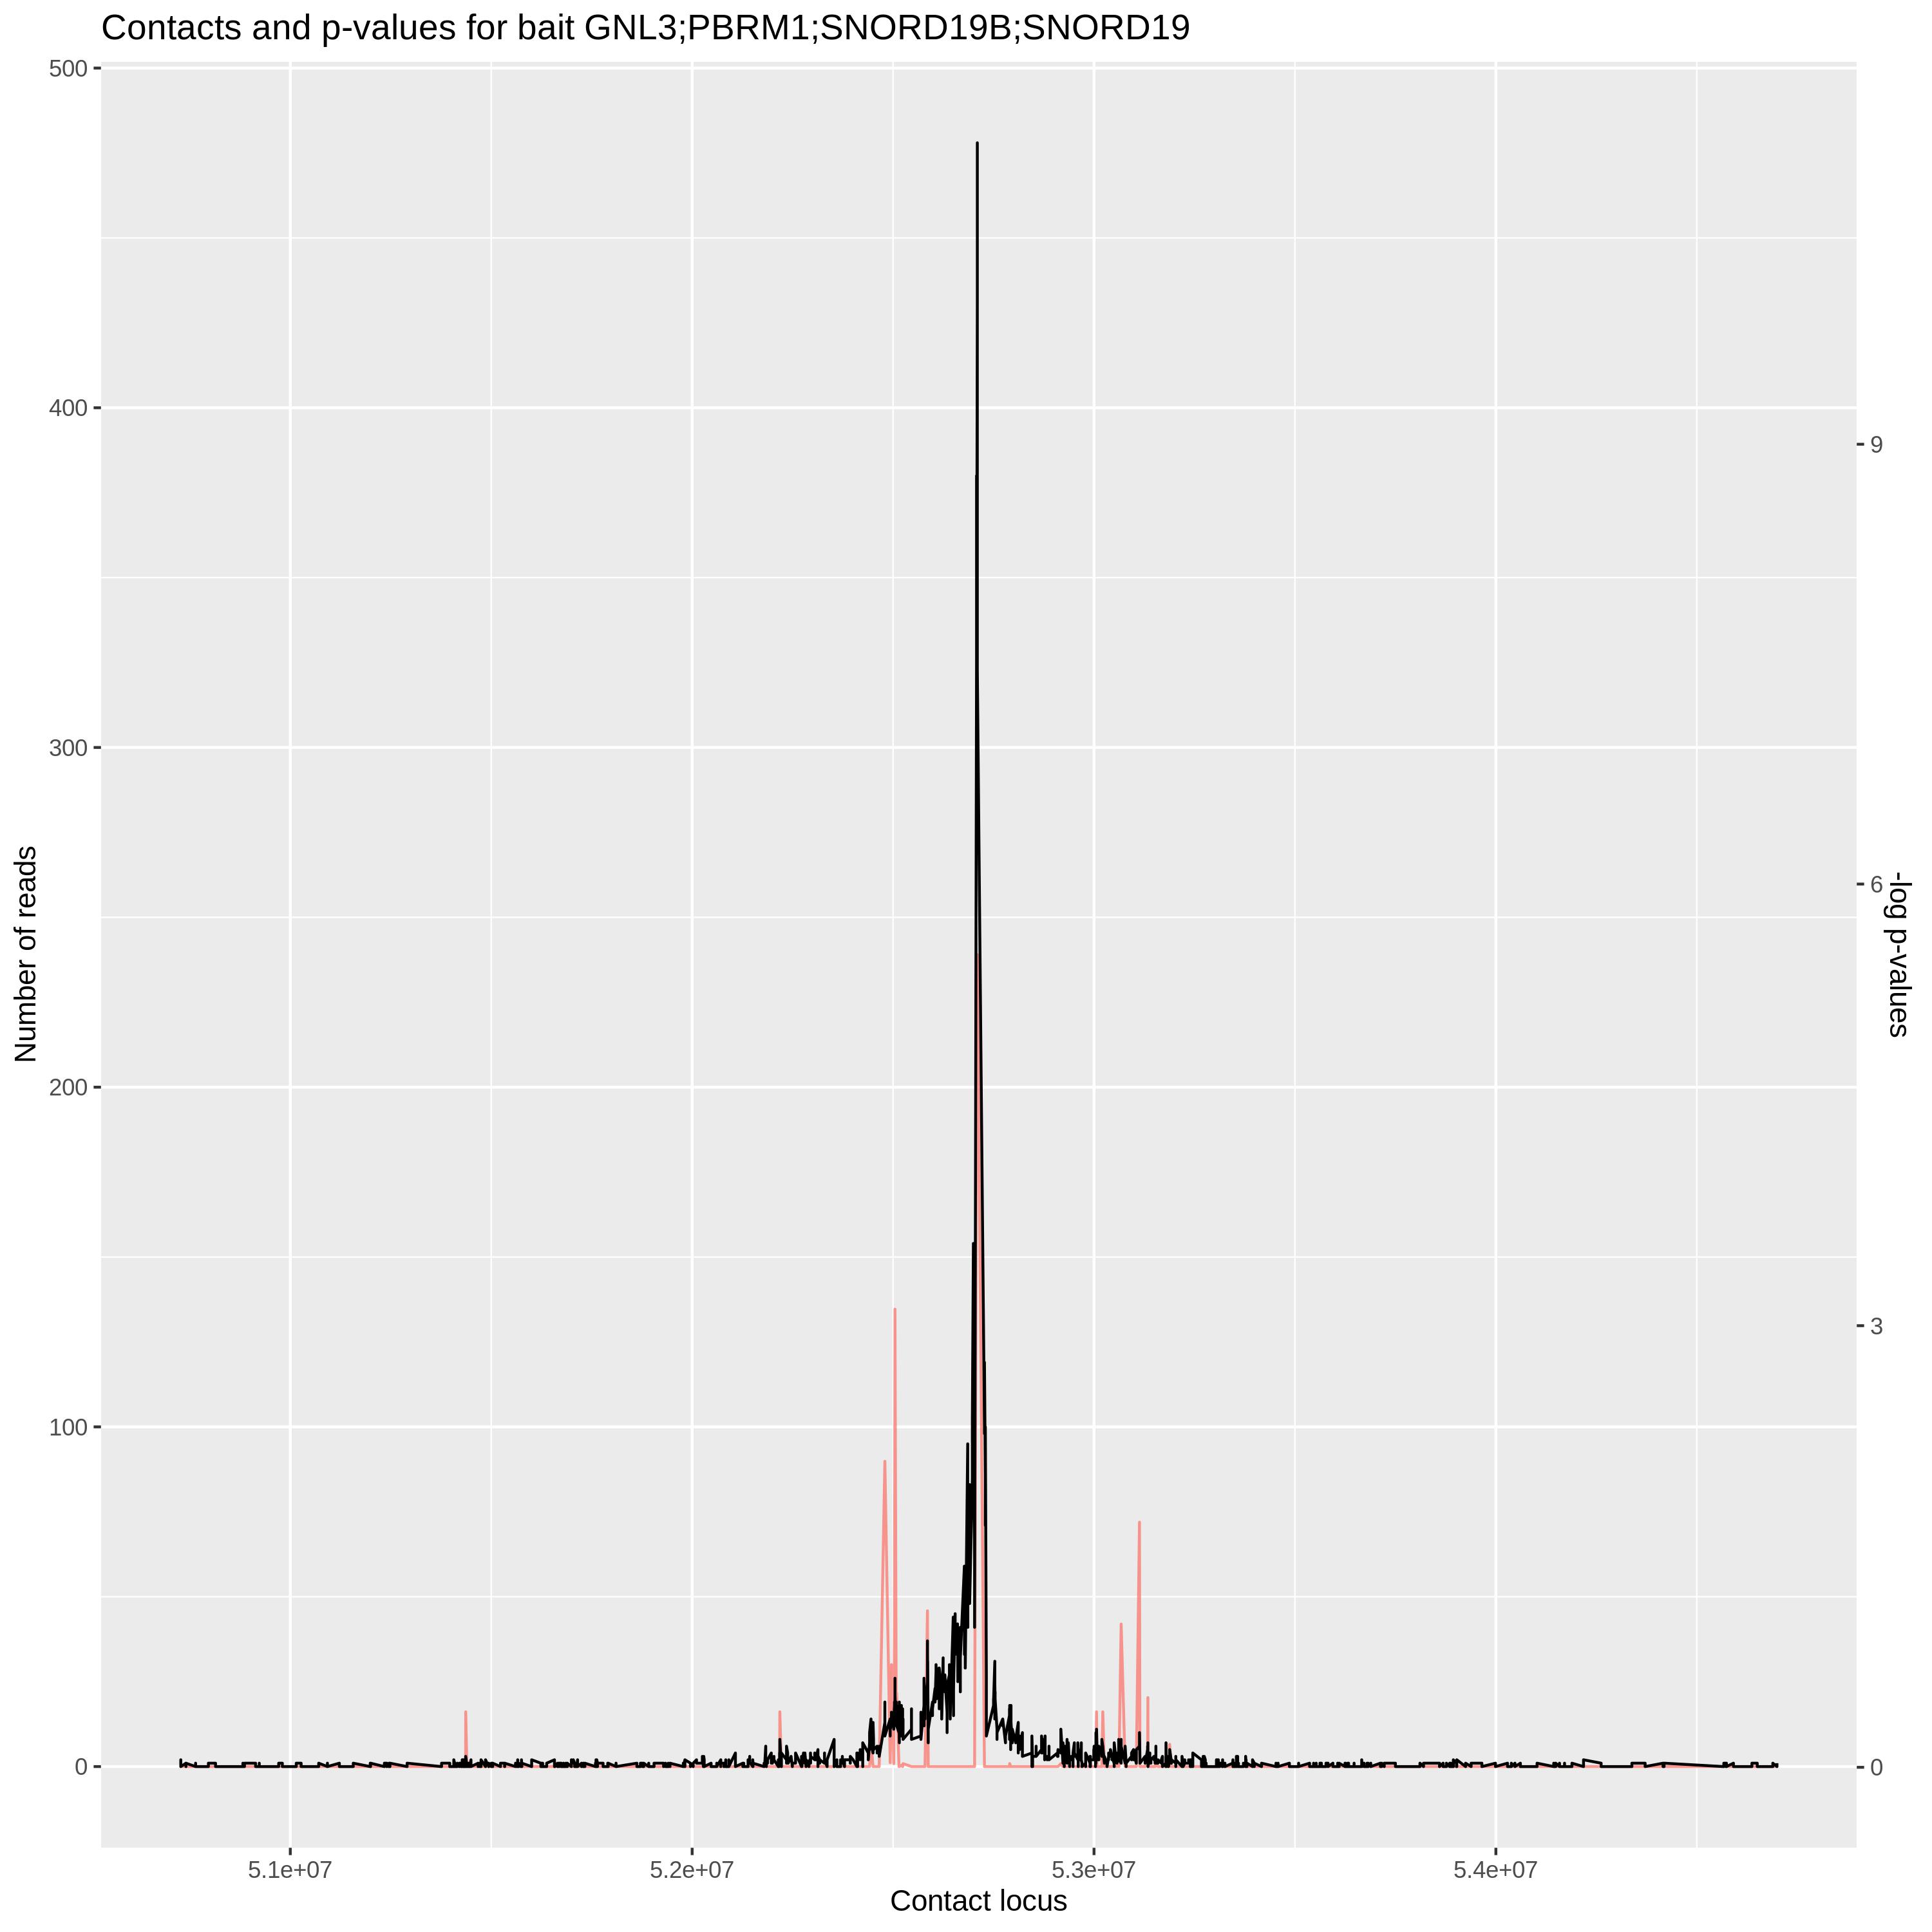 Contacts and p-values for bait GNL3;PBRM1;SNORD19B;SNORD19
500
400
300
200
100
0
Number of reads
9
6
3
0
-log p-values
5.1e+07
5.2e+07
5.3e+07
5.4e+07
Contact locus